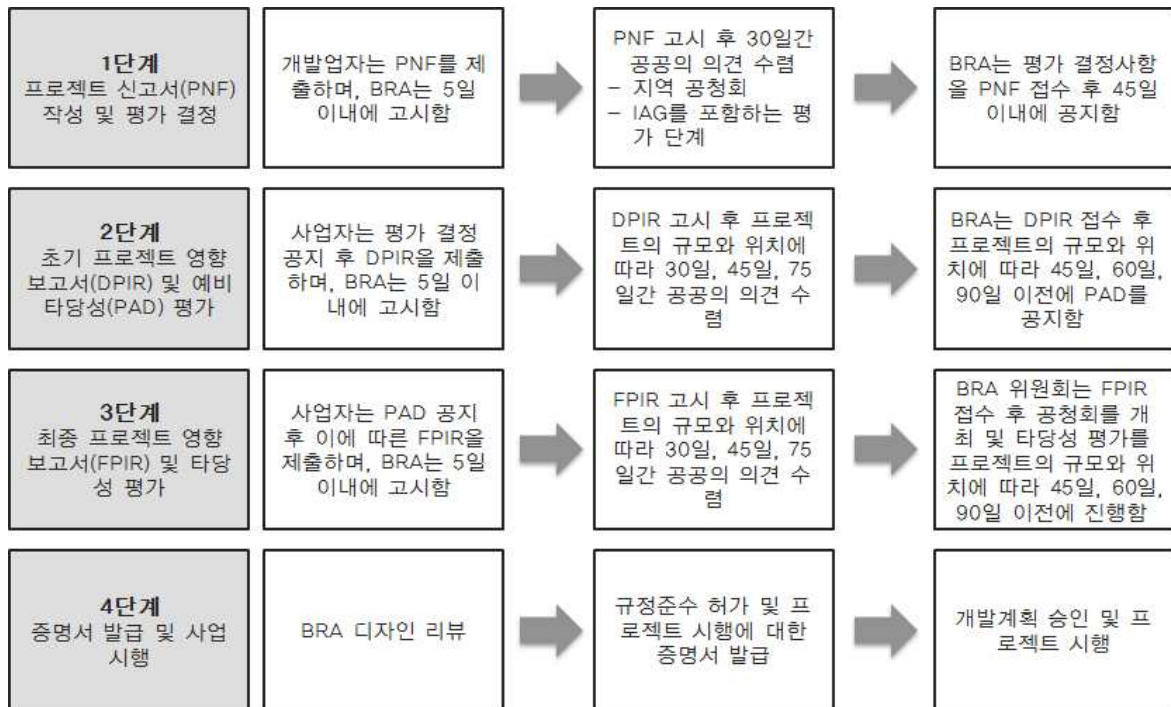 1단계
프로젝트 신고서(PNF)
작성 및 평가 결정
개발업자는 PNF를 제
출하며, BRA는 5일
이내에 고시함
PNF 고시 후 30일간
공공의 의견 수렴
- 지역 공청회
- IAG를 포함하는 평
가 단계
BRA는 평가 결정사항
을 PNF 접수 후 45일
이내에 공지함
2단계
초기 프로젝트 영향
보고서(DPIR) 및 예비
타당성(PAD) 평가
사업자는 평가 결정
공지 후 DPIR을 제출
하며, BRA는 5일 이
내에 고시함
DPIR 고시 후 프로젝
트의 규모와 위치에
따라 30일, 45일, 75
일간 공공의 의견 수
렴
BRA는 DPIR 접수 후
프로젝트의 규모와 위
치에 따라 45일, 60일,
90일 이전에 PAD를
공지함
3단계
최종 프로젝트 영향
보고서(FPIR) 및 타당
성 평가
사업자는 PAD 공지
후 이에 따른 FPIR을
제출하며, BRA는 5일
이내에 고시함
FPIR 고시 후 프로젝
트의 규모와 위치에
따라 30일, 45일, 75
일간 공공의 의견 수
렴
BRA 위원회는 FPIR
접수 후 공청회를 개
최 및 타당성 평가를
프로젝트의 규모와 위
치에 따라 45일, 60일,
90일 이전에 진행함
4단계
증명서 발급 및 사업
시행
BRA 디자인 리뷰
규정준수 허가 및 프
로젝트 시행에 대한
증명서 발급
개발계획 승인 및 프
로젝트 시행